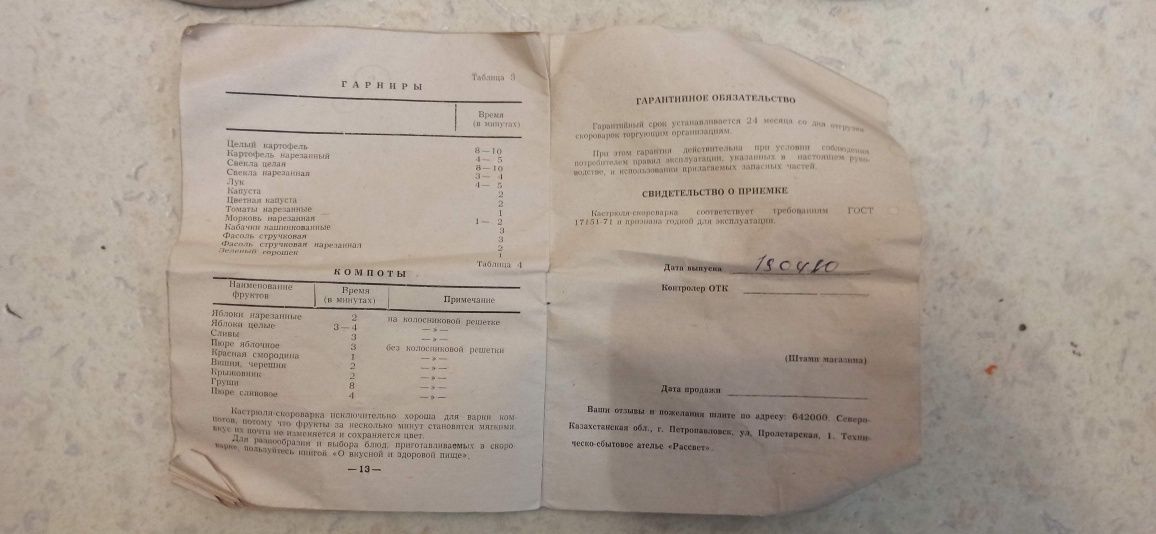 Таблица 3
ГАРНИРЫ
Время
(в минутах)
Целый картофель 8—10
Картофель нарезанный 4— 5
Свекла целая 8—10
Свекла нарезанная 3— 4
Лук 4— 5
Капуста 2
Цветная капуста 2
Томаты нарезанные 1
Морковь нарезанная 1— 2
Кабачки нашинкованные 3
Фасоль стручковая 3
Фасоль стручковая нарезанная 2
Зеленый горошек 1
Таблица 4
КОМПОТЫ
Наименование фруктов Время (в минутах) Примечание
Яблоки нарезанные 2 на колосниковой решетке
Яблоки целые 3—4 —»—
Сливы 3 —»—
Пюре яблочное 3 без колосниковой решетки
Красная смородина 1 —»—
Вишня, черешня 2 —»—
Крыжовник 2 —»—
Груши 8 —»—
Пюре сливовое 4 —»—
Кастрюля-скороварка исключительно хороша для варки ком-
потов, потому что фрукты за несколько минут становятся мягкими,
вкус их почти не изменяется и сохраняется цвет.
Для разнообразия и выбора блюд, приготавливаемых в скоро-
варке, пользуйтесь книгой «О вкусной и здоровой пище».
—13—
ГАРАНТИЙНОЕ ОБЯЗАТЕЛЬСТВО
Гарантийный срок устанавливается 24 месяца со дня отгрузки
скороварок торгующим организациям.
При этом гарантия действительна при условии соблюдения
потребителем правил эксплуатации, указанных в настоящем руко-
водстве, и использовании прилагаемых запасных частей.
СВИДЕТЕЛЬСТВО О ПРИЕМКЕ
Кастрюля-скороварка соответствует требованиям ГОСТ
17151-71 и признана годной для эксплуатации.
Дата выпуска
Контролер ОТК
(Штамп магазина)
Дата продажи
Ваши отзывы и пожелания шлите по адресу: 642000. Северо-
Казахстанская обл., г. Петропавловск, ул. Пролетарская, 1. Техни-
ческо-бытовое ателье «Рассвет».